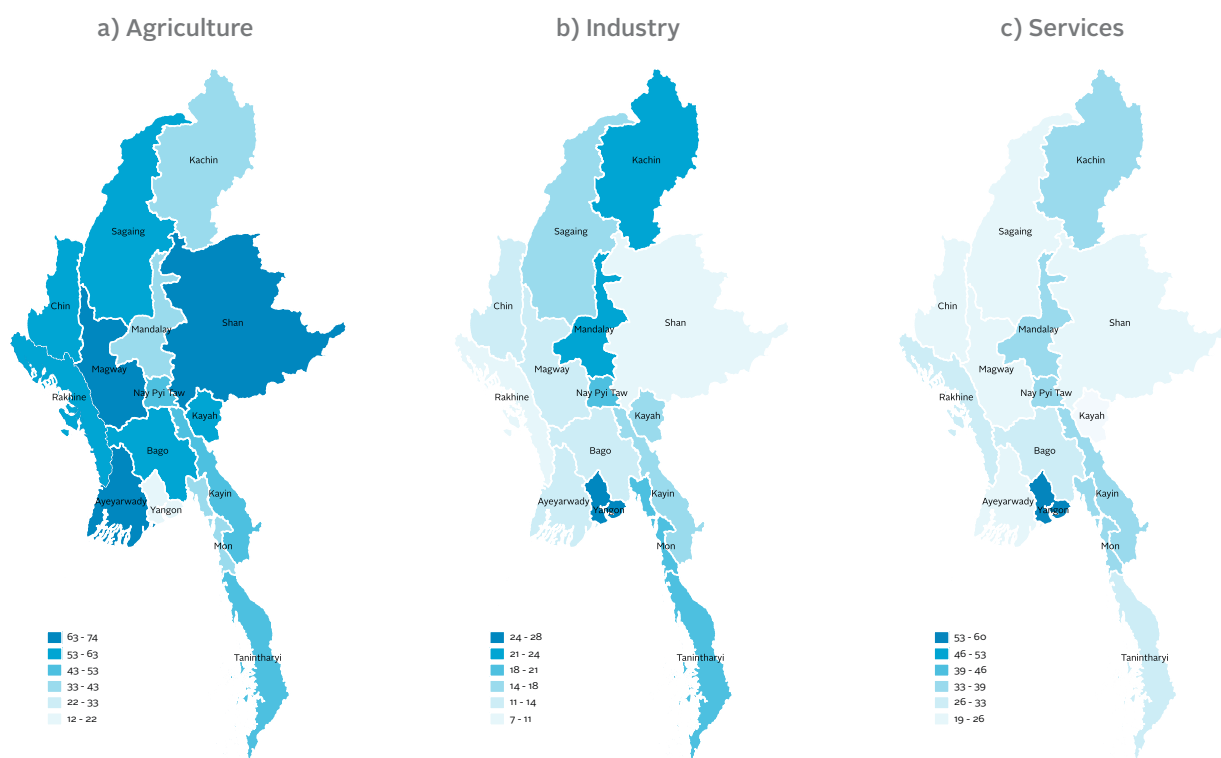 a) Agriculture
Kachin
Sagaing
Chin
Shan
Mandalay
Magway
Nay Pyi Taw
Rakhine
Kayah
Bago
Kayin
Ayeyarwady
Yangon
Mon
Tanintharyi
63 - 74
53 - 63
43 - 53
33 - 43
22 - 33
12 - 22
b) Industry
Kachin
Sagaing
Chin
Shan
Mandalay
Magway
Nay Pyi Taw
Rakhine
Kayah
Bago
Kayin
Ayeyarwady
Yangon
Mon
Tanintharyi
24 - 28
21 - 24
18 - 21
14 - 18
11 - 14
7 - 11
c) Services
Kachin
Sagaing
Chin
Shan
Mandalay
Magway
Nay Pyi Taw
Rakhine
Kayah
Bago
Kayin
Ayeyarwady
Yangon
Mon
Tanintharyi
53 - 60
46 - 53
39 - 46
33 - 39
26 - 33
19 - 26